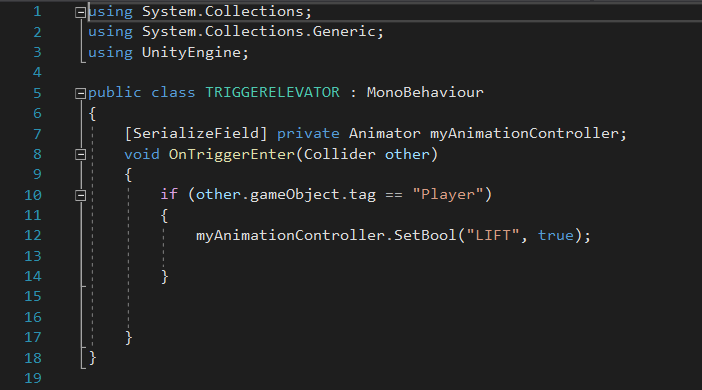 1 using System.Collections;
2 using System.Collections.Generic;
3 using UnityEngine;
4
5 public class TRIGGERELEVATOR : MonoBehaviour
6 {
7 [SerializeField] private Animator myAnimationController;
8 void OnTriggerEnter(Collider other)
9 {
10 if (other.gameObject.tag == "Player")
11 {
12 myAnimationController.SetBool("LIFT", true);
13
14 }
15
16
17 }
18 }
19